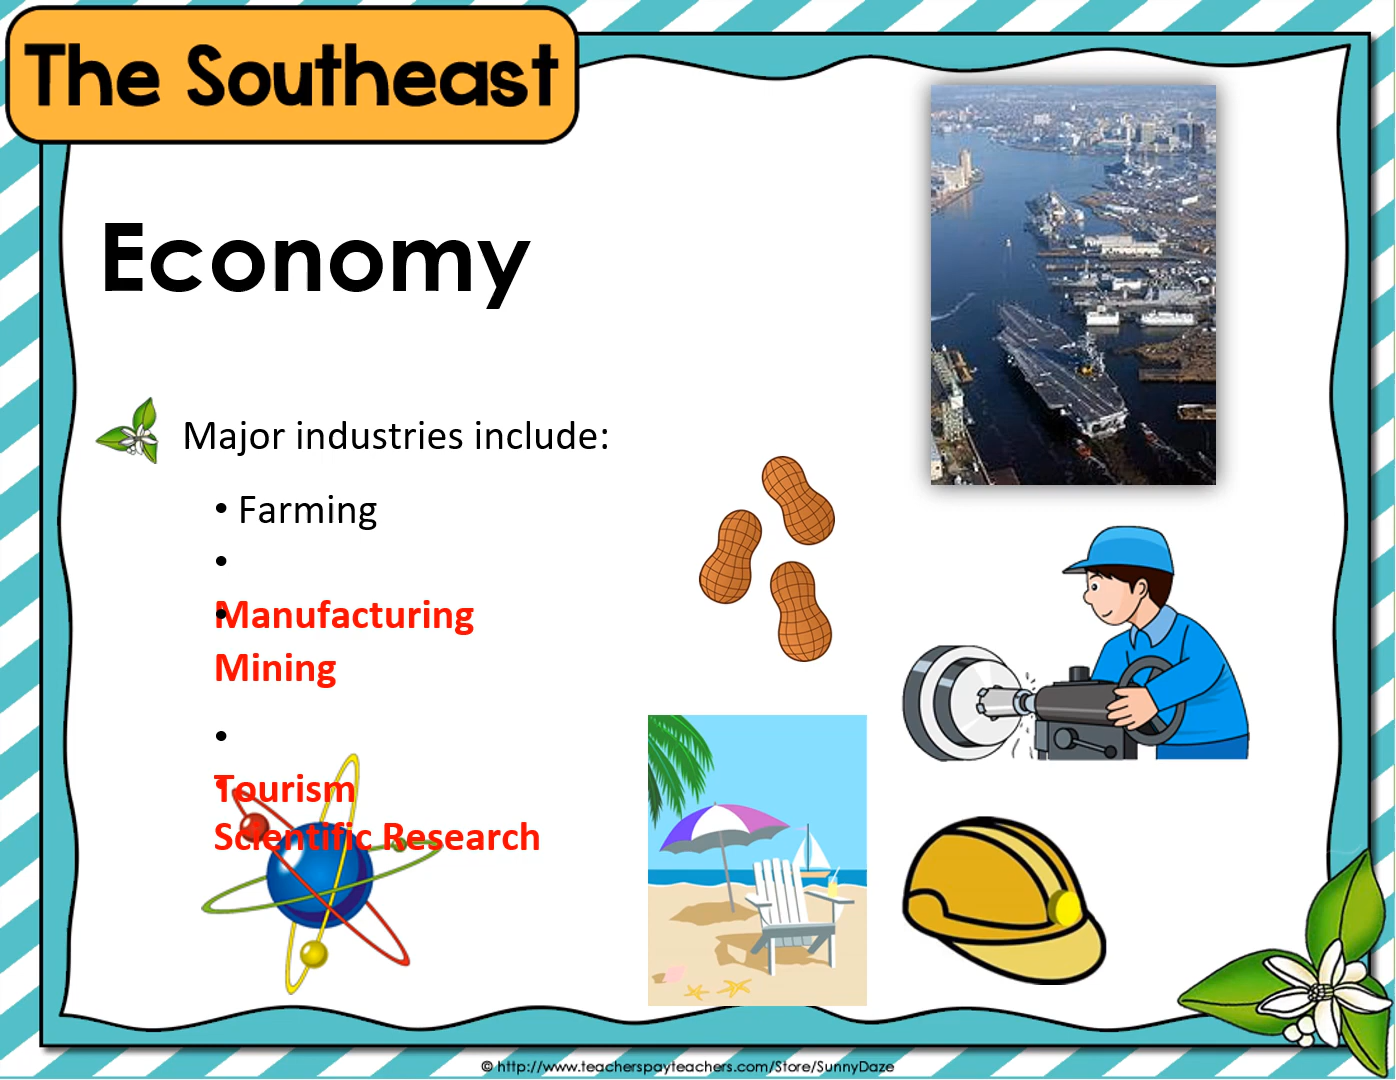 The Southeast
Economy
Major industries include:
• Farming
•
• Manufacturing
Mining
•
• Tourism
Scientific Research
© http://www.teacherspayteachers.com/Store/SunnyDaze